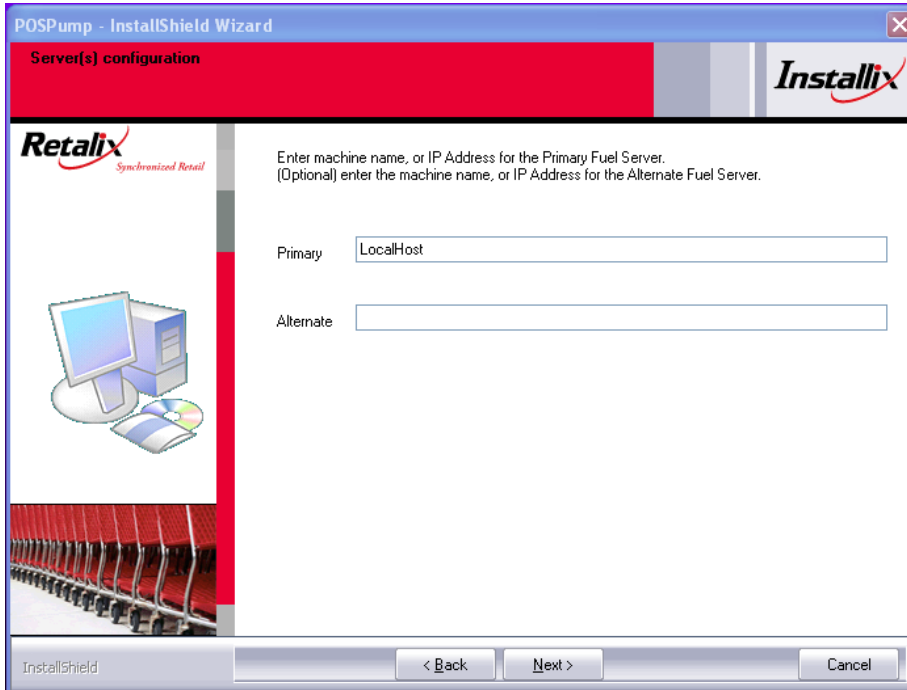 POSPump - InstallShield Wizard
Server(s) configuration
Installix
Retalix
Synchronized Retail
Enter machine name, or IP Address for the Primary Fuel Server.
(Optional) enter the machine name, or IP Address for the Alternate Fuel Server.
Primary
LocalHost
Alternate
InstallShield
< Back
Next >
Cancel